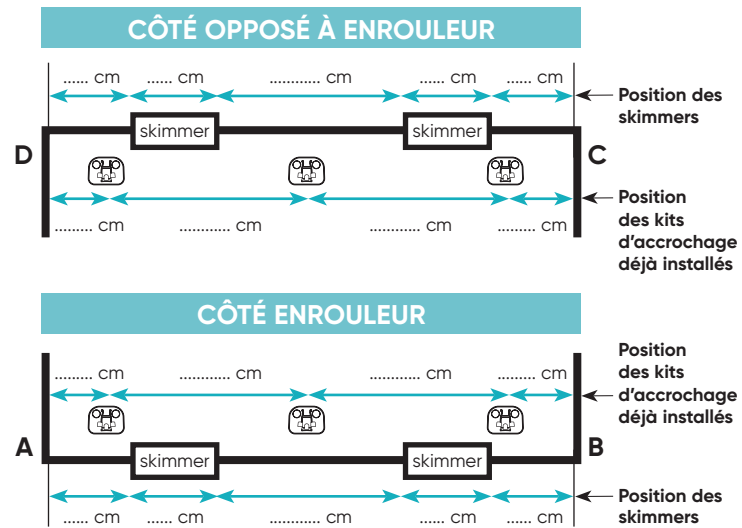 CÔTÉ OPPOSÉ À ENROULEUR
...... cm ...... cm ............ cm ...... cm ...... cm
Position des
skimmers
skimmer skimmer
D C
Position
des kits
d'accrochage
déjà installés
.......... cm ............ cm ............ cm ......... cm
CÔTÉ ENROULEUR
Position
des kits
d'accrochage
déjà installés
......... cm ............ cm ............ cm ......... cm
A B
skimmer skimmer
Position des
skimmers
...... cm ...... cm ............ cm ...... cm ...... cm